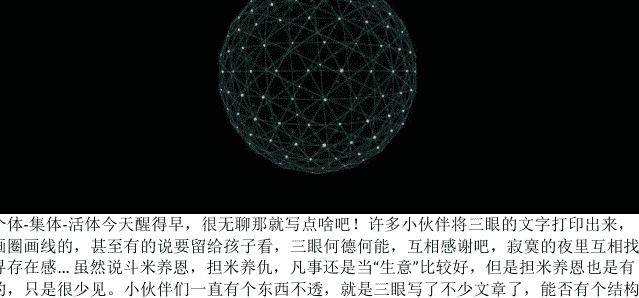 个体-集体-活体今天醒得早，很无聊那就写点啥吧！许多小伙伴将三眼的文字打印出来，
画圈画线的，甚至有的说要留给孩子看，三眼何德何能，互相感谢吧，寂寞的夜里互相找
寻存在感... 虽然说斗米养恩，担米养仇，凡事还是当“生意”比较好，但是担米养恩也是有
的，只是很少见。小伙伴们一直有个东西不透，就是三眼写了不少文章了，能否有个结构